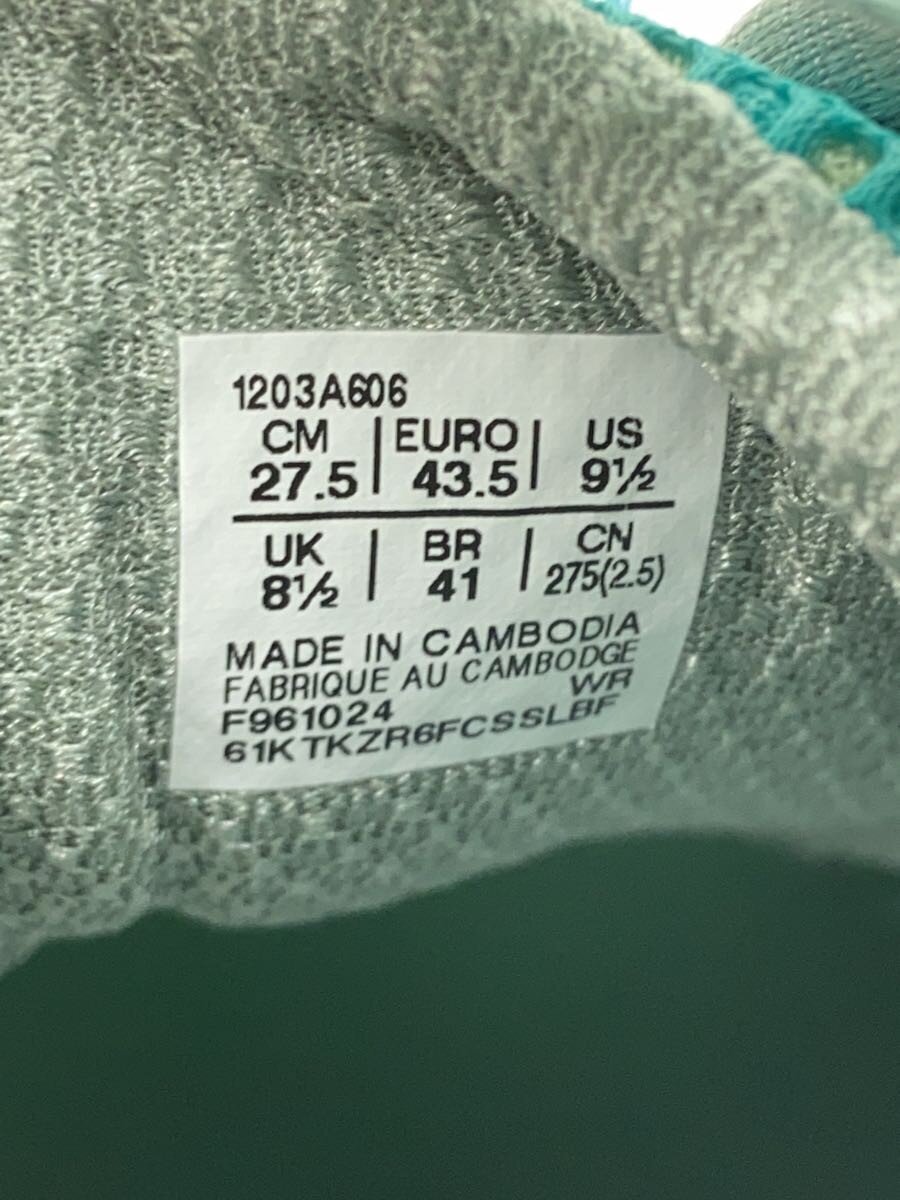 1203A606
CM | EURO | US
27.5 | 43.5 | 9½
UK | BR | CN
8½ | 41 | 275(2.5)
MADE IN CAMBODIA
FABRIQUE AU CAMBODGE
WR
F961024
61KTKZR6FCSSLBF